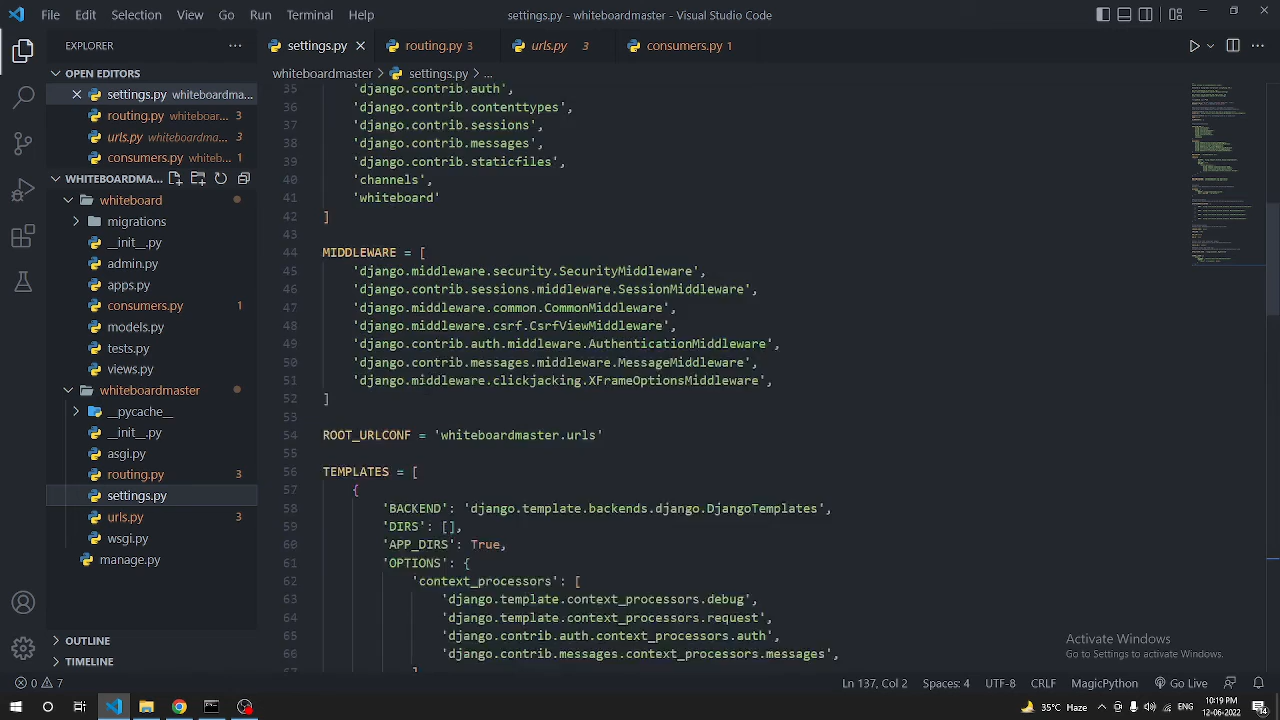 File Edit Selection View Go Run Terminal Help
settings.py - whiteboardmaster - Visual Studio Code
EXPLORER
settings.py
routing.py 3
urls.py 3
consumers.py 1
OPEN EDITORS
settings.py whiteboardma...
routing.py whiteboardma... 3
urls.py whiteboardma... 3
consumers.py whiteb... 1
WHITEBOARDMA...
whiteboard
migrations
__init__.py
admin.py
apps.py
consumers.py 1
models.py
tests.py
views.py
whiteboardmaster
__pycache__
__init__.py
asgi.py
routing.py 3
settings.py
urls.py 3
wsgi.py
manage.py
OUTLINE
TIMELINE
whiteboardmaster > settings.py > ...
35 'django.contrib.auth',
36 'django.contrib.contenttypes',
37 'django.contrib.sessions',
38 'django.contrib.messages',
39 'django.contrib.staticfiles',
40 'channels',
41 'whiteboard'
42 ]
43
44 MIDDLEWARE = [
45 'django.middleware.security.SecurityMiddleware',
46 'django.contrib.sessions.middleware.SessionMiddleware',
47 'django.middleware.common.CommonMiddleware',
48 'django.middleware.csrf.CsrfViewMiddleware',
49 'django.contrib.auth.middleware.AuthenticationMiddleware',
50 'django.contrib.messages.middleware.MessageMiddleware',
51 'django.middleware.clickjacking.XFrameOptionsMiddleware',
52 ]
53
54 ROOT_URLCONF = 'whiteboardmaster.urls'
55
56 TEMPLATES = [
57 {
58 'BACKEND': 'django.template.backends.django.DjangoTemplates',
59 'DIRS': [],
60 'APP_DIRS': True,
61 'OPTIONS': {
62 'context_processors': [
63 'django.template.context_processors.debug',
64 'django.template.context_processors.request',
65 'django.contrib.auth.context_processors.auth',
66 'django.contrib.messages.context_processors.messages',
67 ]
Activate Windows
Go to Settings to activate Windows.
0 7
Ln 137, Col 2 Spaces: 4 UTF-8 CRLF MagicPython Go Live
35°C Haze
ENG
10:19 PM
12-06-2022